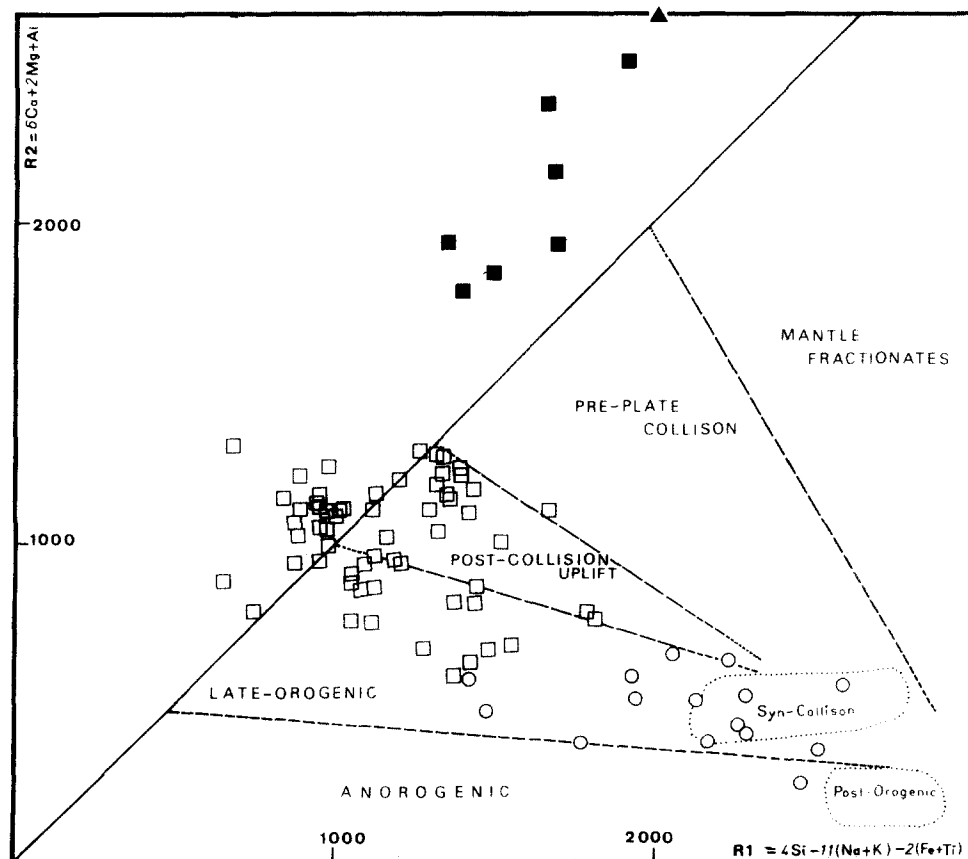 R2 = 6Ca+2Mg+Al
2000
MANTLE
FRACTIONATES
PRE-PLATE
COLLISON
1000
POST-COLLISION
UPLIFT
LATE-OROGENIC
Syn-Collison
ANOROGENIC
Post-Orogenic
1000
2000
R1 = 4Si-11(Na+K)-2(Fe+Ti)